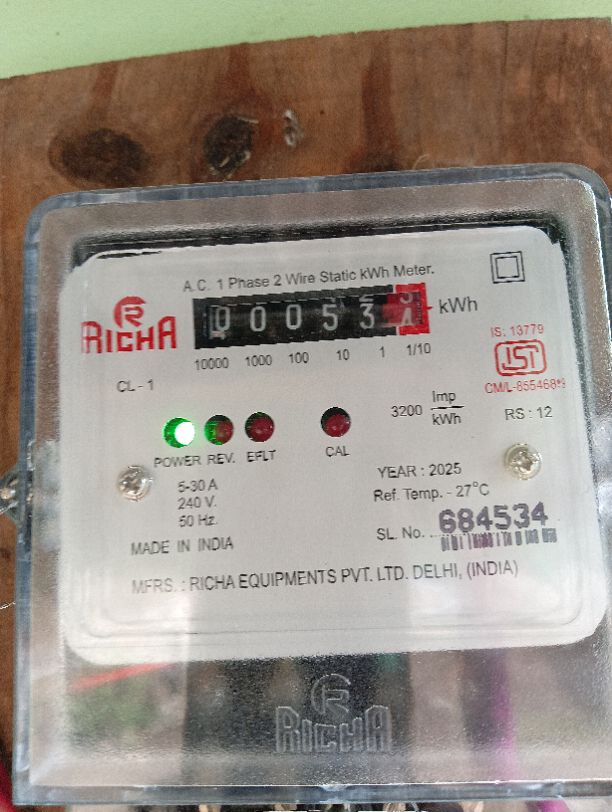 A.C. 1 Phase 2 Wire Static kWh Meter.
RICHA
0 0 0 5 3 kWh
10000 1000 100 10 1 1/10
IS: 13779
ISI
CL - 1
3200 Imp/kWh
RS : 12
POWER REV. EFLT CAL
5-30 A
240 V.
50 Hz.
YEAR : 2025
Ref. Temp. - 27°C
SL. No. 684534
MADE IN INDIA
MFRS. : RICHA EQUIPMENTS PVT. LTD. DELHI, (INDIA)
RICHA